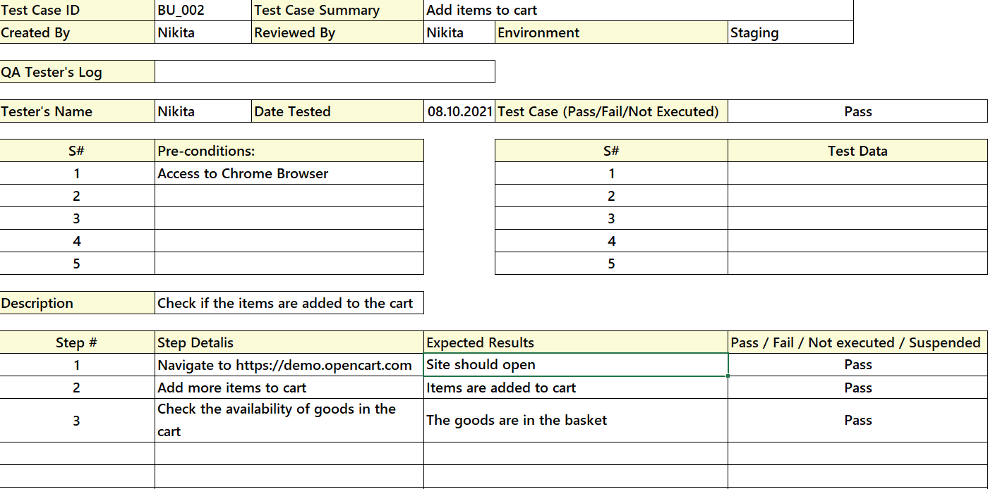 Test Case ID BU_002 Test Case Summary Add items to cart
Created By Nikita Reviewed By Nikita Environment Staging
QA Tester's Log
Tester's Name Nikita Date Tested 08.10.2021 Test Case (Pass/Fail/Not Executed) Pass
S# Pre-conditions: S# Test Data
1 Access to Chrome Browser 1
2 2
3 3
4 4
5 5
Description Check if the items are added to the cart
Step # Step Detalis Expected Results Pass / Fail / Not executed / Suspended
1 Navigate to https://demo.opencart.com Site should open Pass
2 Add more items to cart Items are added to cart Pass
3 Check the availability of goods in the
cart The goods are in the basket Pass